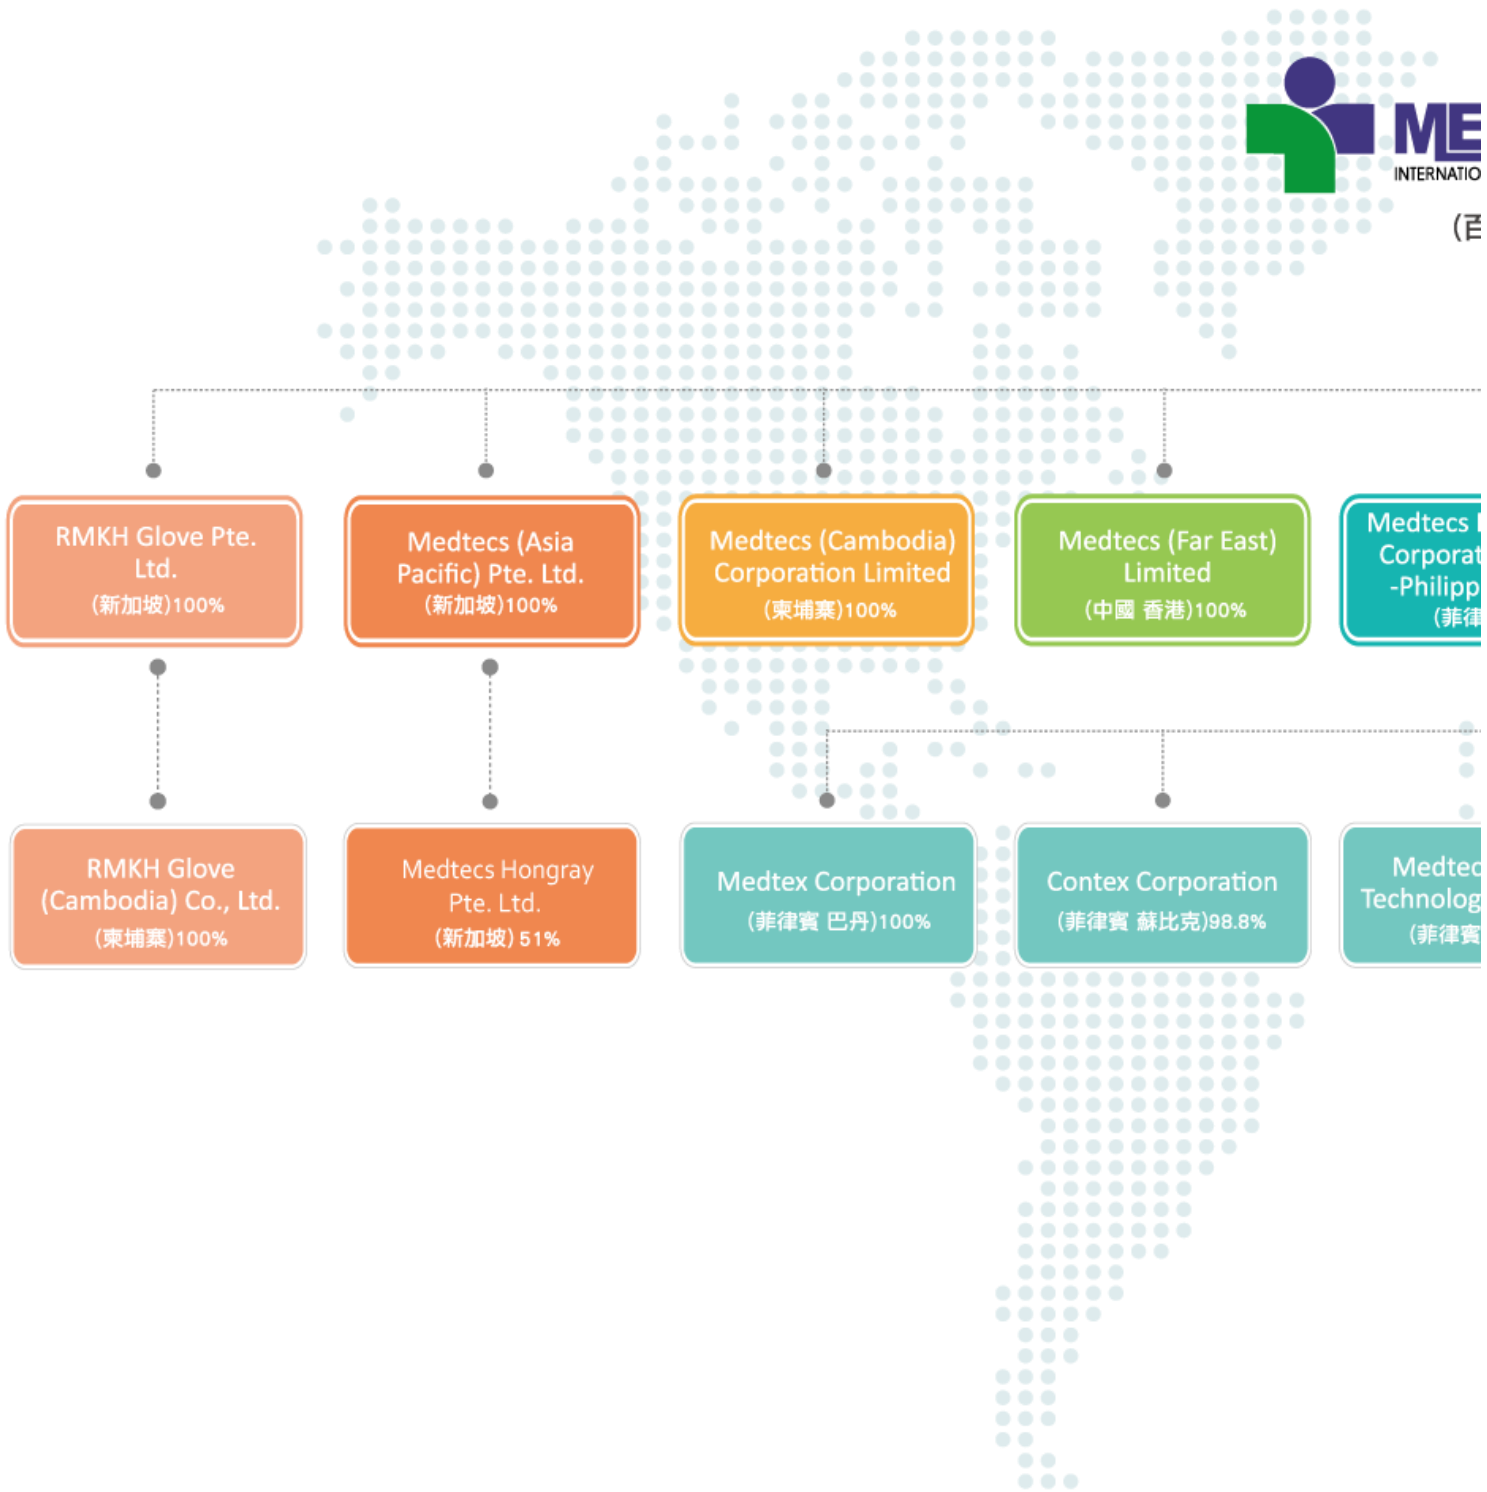 INTERNATIO
RMKH Glove Pte.
Ltd.
(新加坡)100%
Medtecs (Asia
Pacific) Pte. Ltd.
(新加坡)100%
Medtecs (Cambodia)
Corporation Limited
(柬埔寨)100%
Medtecs (Far East)
Limited
(中國 香港)100%
Medtecs
Corporat
-Philipp
(菲律
RMKH Glove
(Cambodia) Co., Ltd.
(柬埔寨)100%
Medtecs Hongray
Pte. Ltd.
(新加坡) 51%
Medtex Corporation
(菲律賓 巴丹)100%
Contex Corporation
(菲律賓 蘇比克)98.8%
Medtec
Technolog
(菲律賓